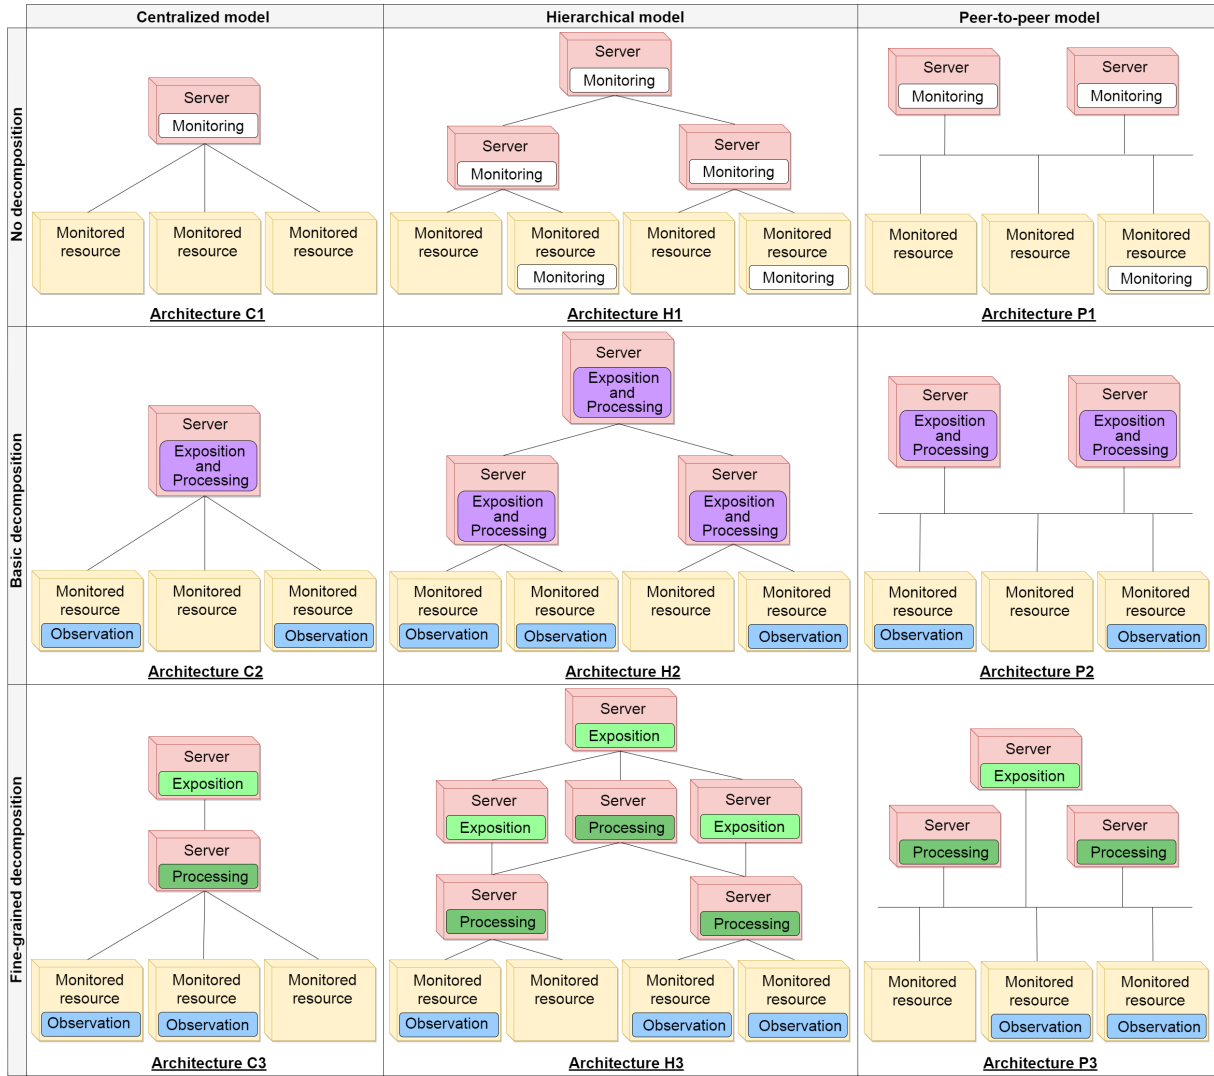 Centralized model
Hierarchical model
Peer-to-peer model
No decomposition
Server
Monitoring
Monitored
resource
Monitored
resource
Monitored
resource
Architecture C1
Server
Monitoring
Server
Monitoring
Server
Monitoring
Monitored
resource
Monitored
resource
Monitoring
Monitored
resource
Monitored
resource
Monitoring
Architecture H1
Server
Monitoring
Server
Monitoring
Monitored
resource
Monitored
resource
Monitored
resource
Monitoring
Architecture P1
Basic decomposition
Server
Exposition
and
Processing
Monitored
resource
Observation
Monitored
resource
Monitored
resource
Observation
Architecture C2
Server
Exposition
and
Processing
Server
Exposition
and
Processing
Server
Exposition
and
Processing
Monitored
resource
Observation
Monitored
resource
Observation
Monitored
resource
Monitored
resource
Observation
Architecture H2
Server
Exposition
and
Processing
Server
Exposition
and
Processing
Monitored
resource
Observation
Monitored
resource
Monitored
resource
Observation
Architecture P2
Fine-grained decomposition
Server
Exposition
Server
Processing
Monitored
resource
Observation
Monitored
resource
Observation
Monitored
resource
Architecture C3
Server
Exposition
Server
Exposition
Server
Processing
Server
Exposition
Server
Processing
Server
Processing
Monitored
resource
Observation
Monitored
resource
Monitored
resource
Observation
Monitored
resource
Observation
Architecture H3
Server
Exposition
Server
Processing
Server
Processing
Monitored
resource
Monitored
resource
Observation
Monitored
resource
Observation
Architecture P3